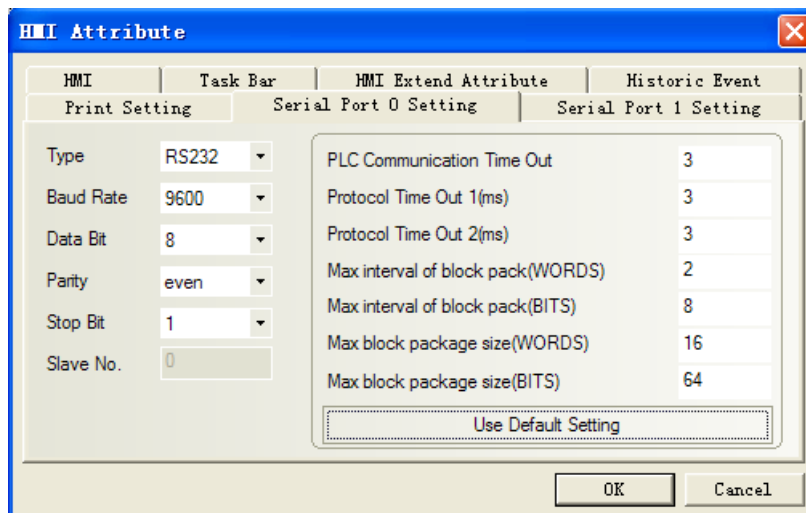 HMI Attribute
HMI Task Bar HMI Extend Attribute Historic Event
Print Setting Serial Port 0 Setting Serial Port 1 Setting
Type RS232
Baud Rate 9600
Data Bit 8
Parity even
Stop Bit 1
Slave No. 0
PLC Communication Time Out 3
Protocol Time Out 1(ms) 3
Protocol Time Out 2(ms) 3
Max interval of block pack(WORDS) 2
Max interval of block pack(BITS) 8
Max block package size(WORDS) 16
Max block package size(BITS) 64
Use Default Setting
OK Cancel